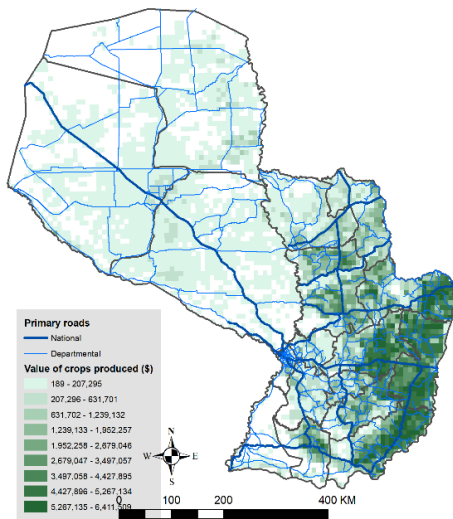 Primary roads
National
Departmental
Value of crops produced ($)
189 - 207,295
207,296 - 631,701
631,702 - 1,239,132
1,239,133 - 1,952,257
1,952,258 - 2,679,046
2,679,047 - 3,497,057
3,497,058 - 4,427,895
4,427,896 - 5,267,134
5,267,135 - 6,411,509
N
W E
S
0 100 200 400 KM